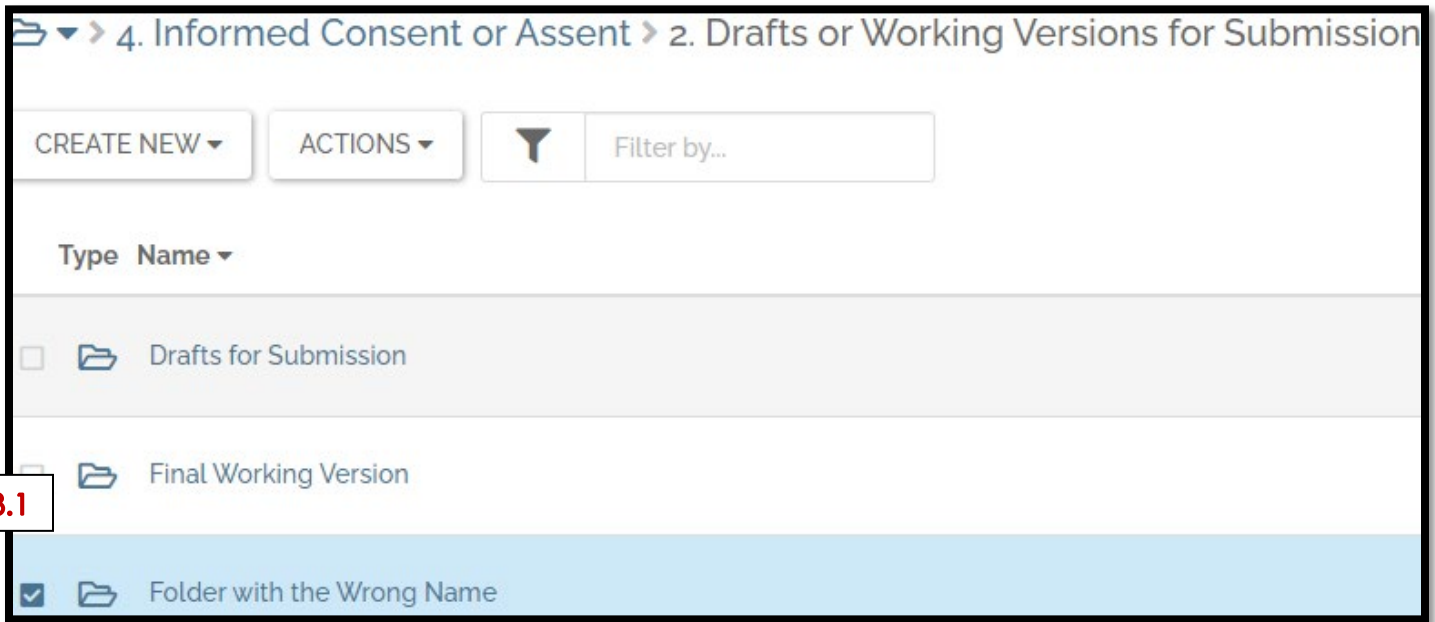 > 4. Informed Consent or Assent > 2. Drafts or Working Versions for Submission
CREATE NEW ACTIONS Filter by...
Type Name
Drafts for Submission
Final Working Version
.1
Folder with the Wrong Name